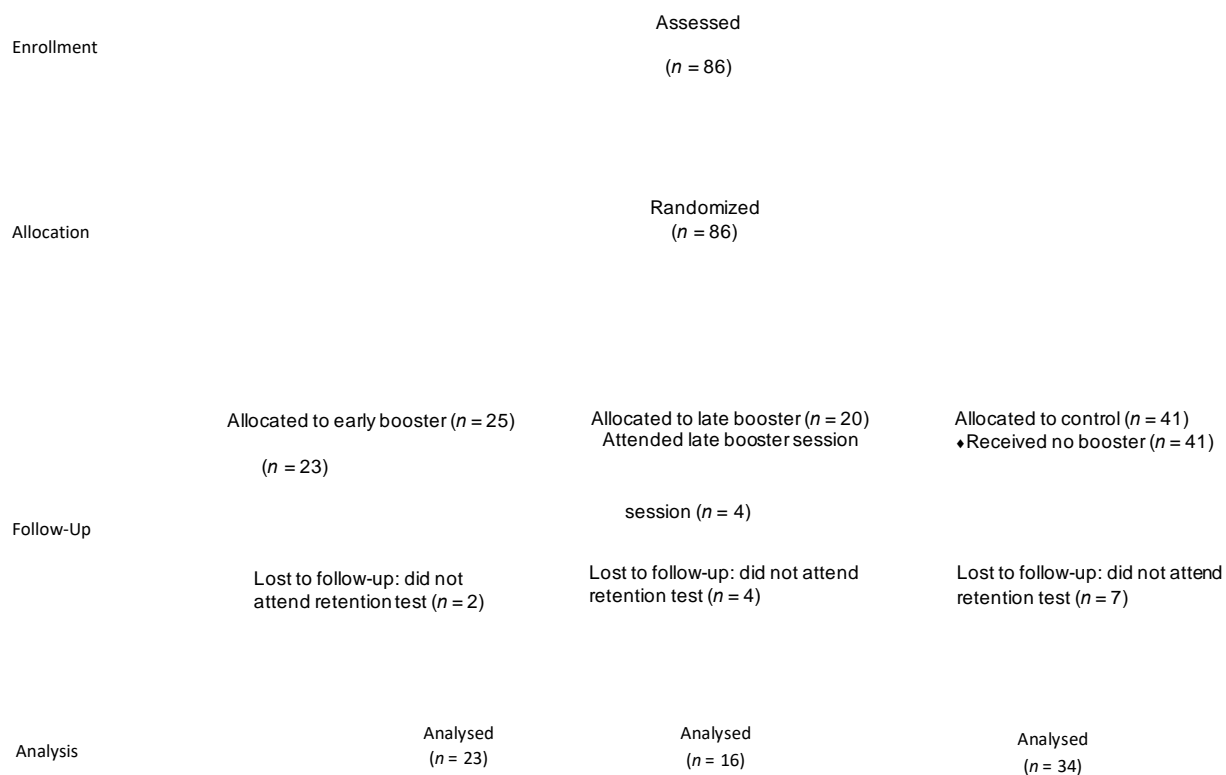 Enrollment
Assessed
(n = 86)
Allocation
Randomized
(n = 86)
Allocated to early booster (n = 25)
(n = 23)
Allocated to late booster (n = 20)
Attended late booster session
session (n = 4)
Allocated to control (n = 41)
♦Received no booster (n = 41)
Follow-Up
Lost to follow-up: did not
attend retention test (n = 2)
Lost to follow-up: did not attend
retention test (n = 4)
Lost to follow-up: did not attend
retention test (n = 7)
Analysis
Analysed
(n = 23)
Analysed
(n = 16)
Analysed
(n = 34)